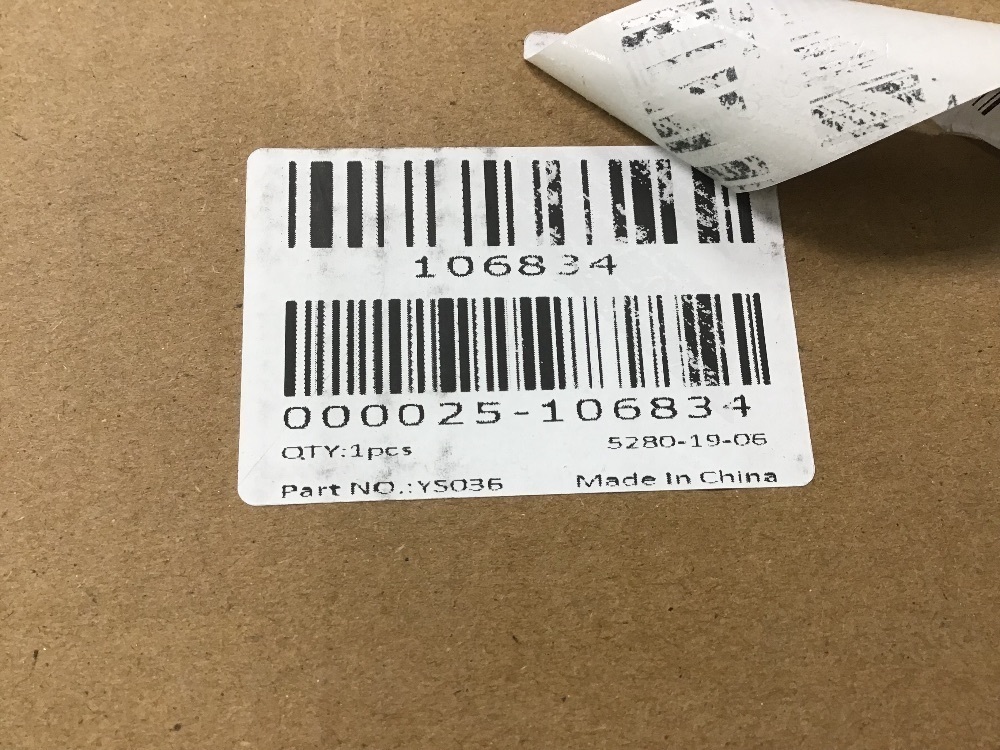 106834
000025-106834
QTY:1pcs 5280-19-06
Part NO.:YS036 Made In China